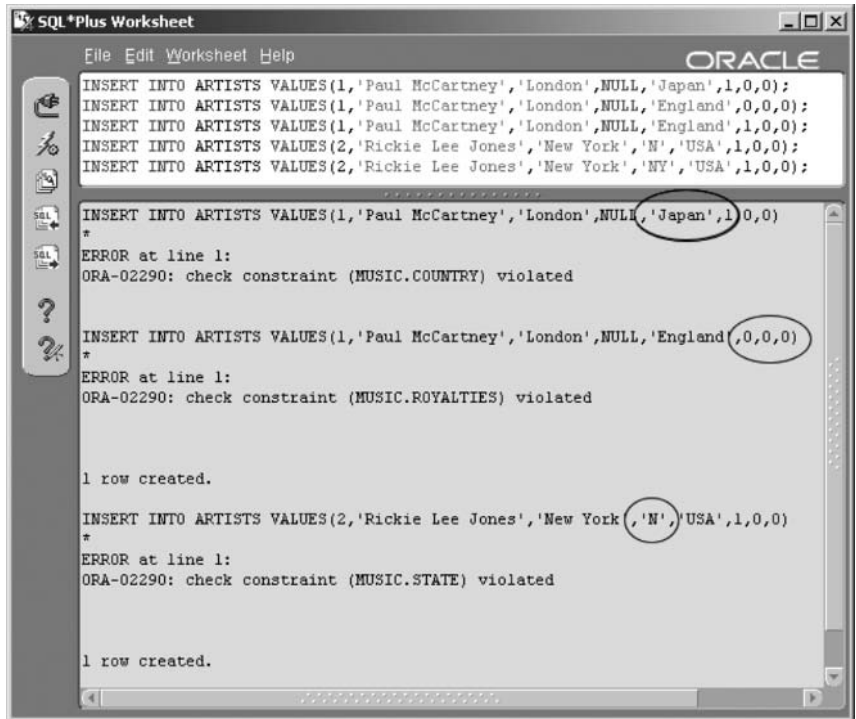 SQL*Plus Worksheet
File Edit Worksheet Help
ORACLE
INSERT INTO ARTISTS VALUES(1,'Paul McCartney','London',NULL,'Japan',1,0,0);
INSERT INTO ARTISTS VALUES(1,'Paul McCartney','London',NULL,'England',0,0,0);
INSERT INTO ARTISTS VALUES(1,'Paul McCartney','London',NULL,'England',1,0,0);
INSERT INTO ARTISTS VALUES(2,'Rickie Lee Jones','New York','N','USA',1,0,0);
INSERT INTO ARTISTS VALUES(2,'Rickie Lee Jones','New York','NY','USA',1,0,0);
INSERT INTO ARTISTS VALUES(1,'Paul McCartney','London',NULL,'Japan',1,0,0)
*
ERROR at line 1:
ORA-02290: check constraint (MUSIC.COUNTRY) violated
INSERT INTO ARTISTS VALUES(1,'Paul McCartney','London',NULL,'England',0,0,0)
*
ERROR at line 1:
ORA-02290: check constraint (MUSIC.ROYALTIES) violated
1 row created.
INSERT INTO ARTISTS VALUES(2,'Rickie Lee Jones','New York','N','USA',1,0,0)
*
ERROR at line 1:
ORA-02290: check constraint (MUSIC.STATE) violated
1 row created.
SQL
SQL